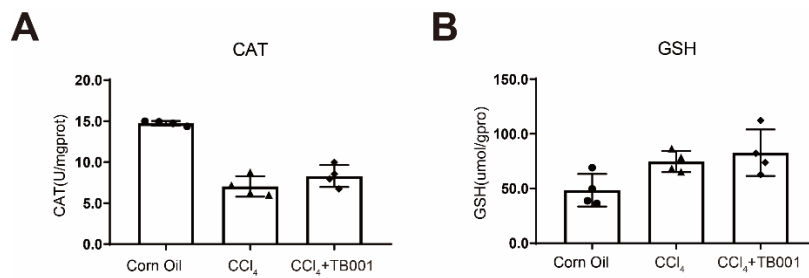 A
CAT
CAT(U/mgprot)
20.0
15.0
10.0
5.0
0.0
Corn Oil
CCl₄
CCl₄+TB001
B
GSH
GSH(umol/gpro)
150.0
100.0
50.0
0.0
Corn Oil
CCl₄
CCl₄+TB001